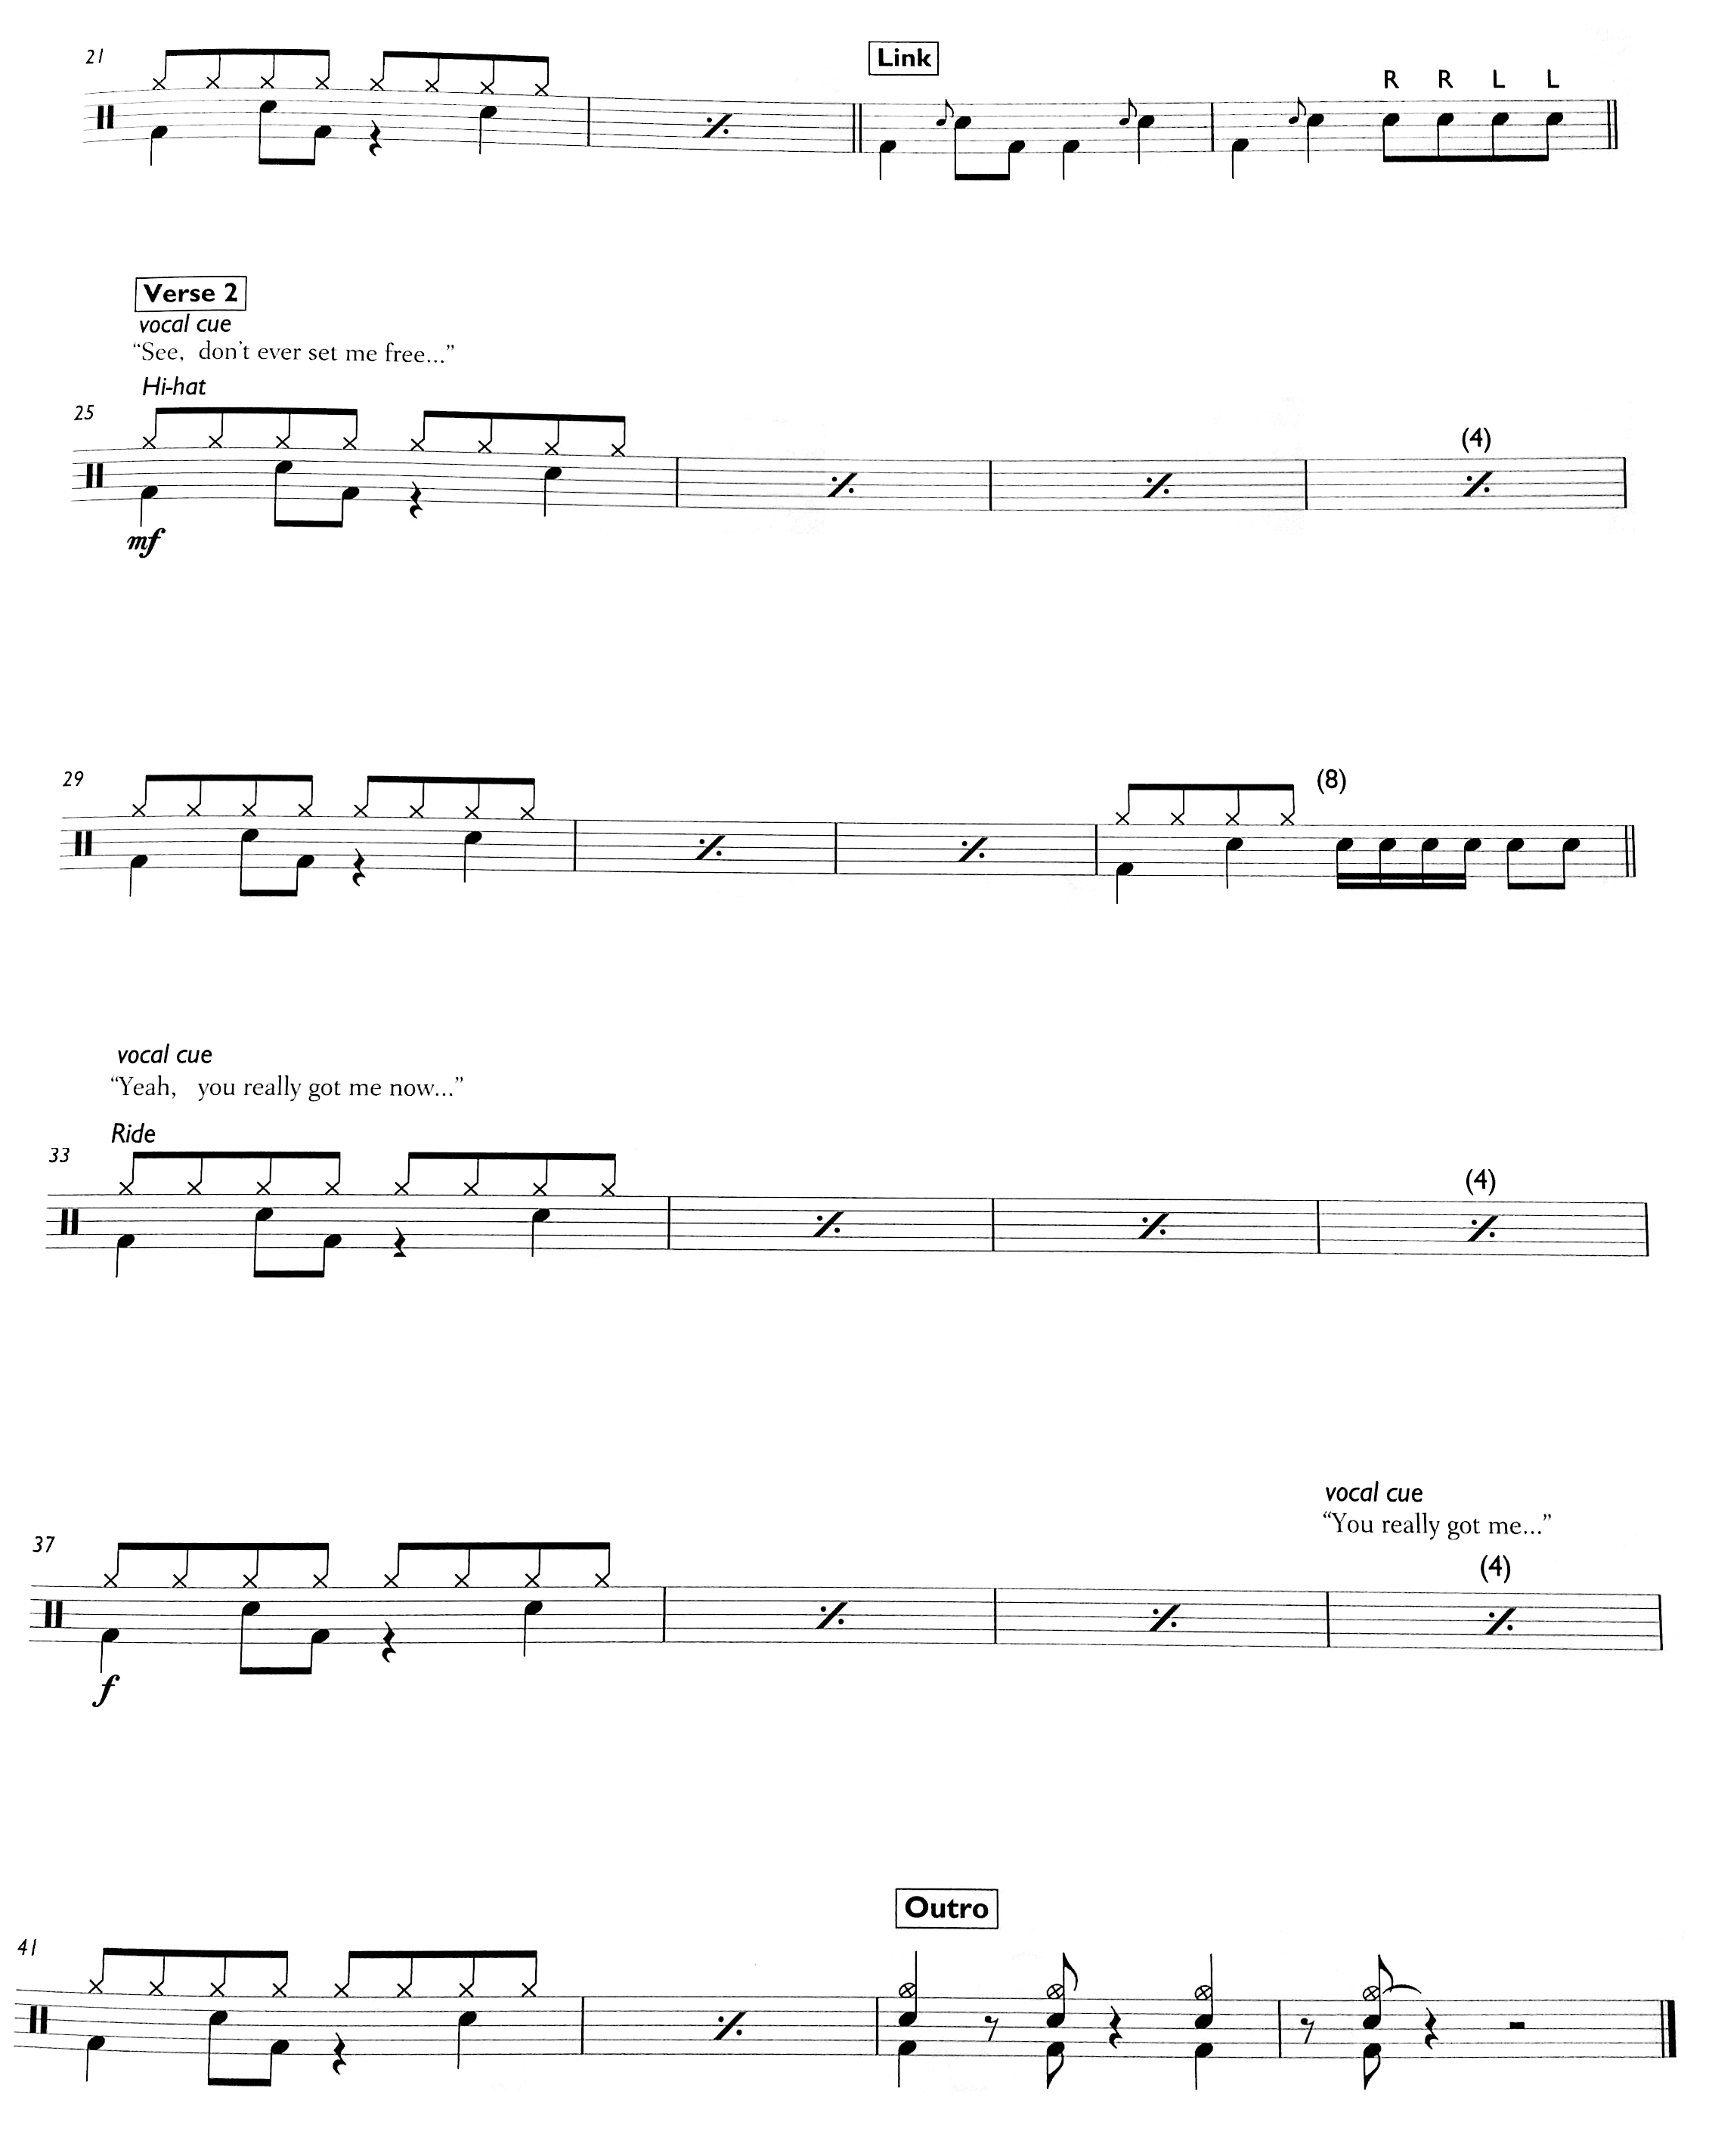 21
Link
R R L L
Verse 2
vocal cue
“See, don’t ever set me free...”
Hi-hat
25
(4)
mf
29
(8)
vocal cue
“Yeah, you really got me now...”
Ride
33
(4)
vocal cue
“You really got me...”
37
(4)
f
Outro
41